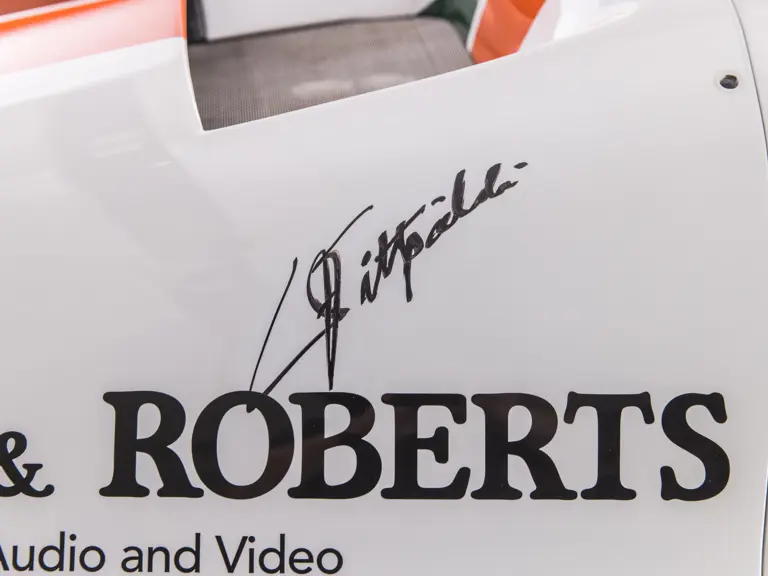 Fittipaldi
& ROBERTS
Audio and Video